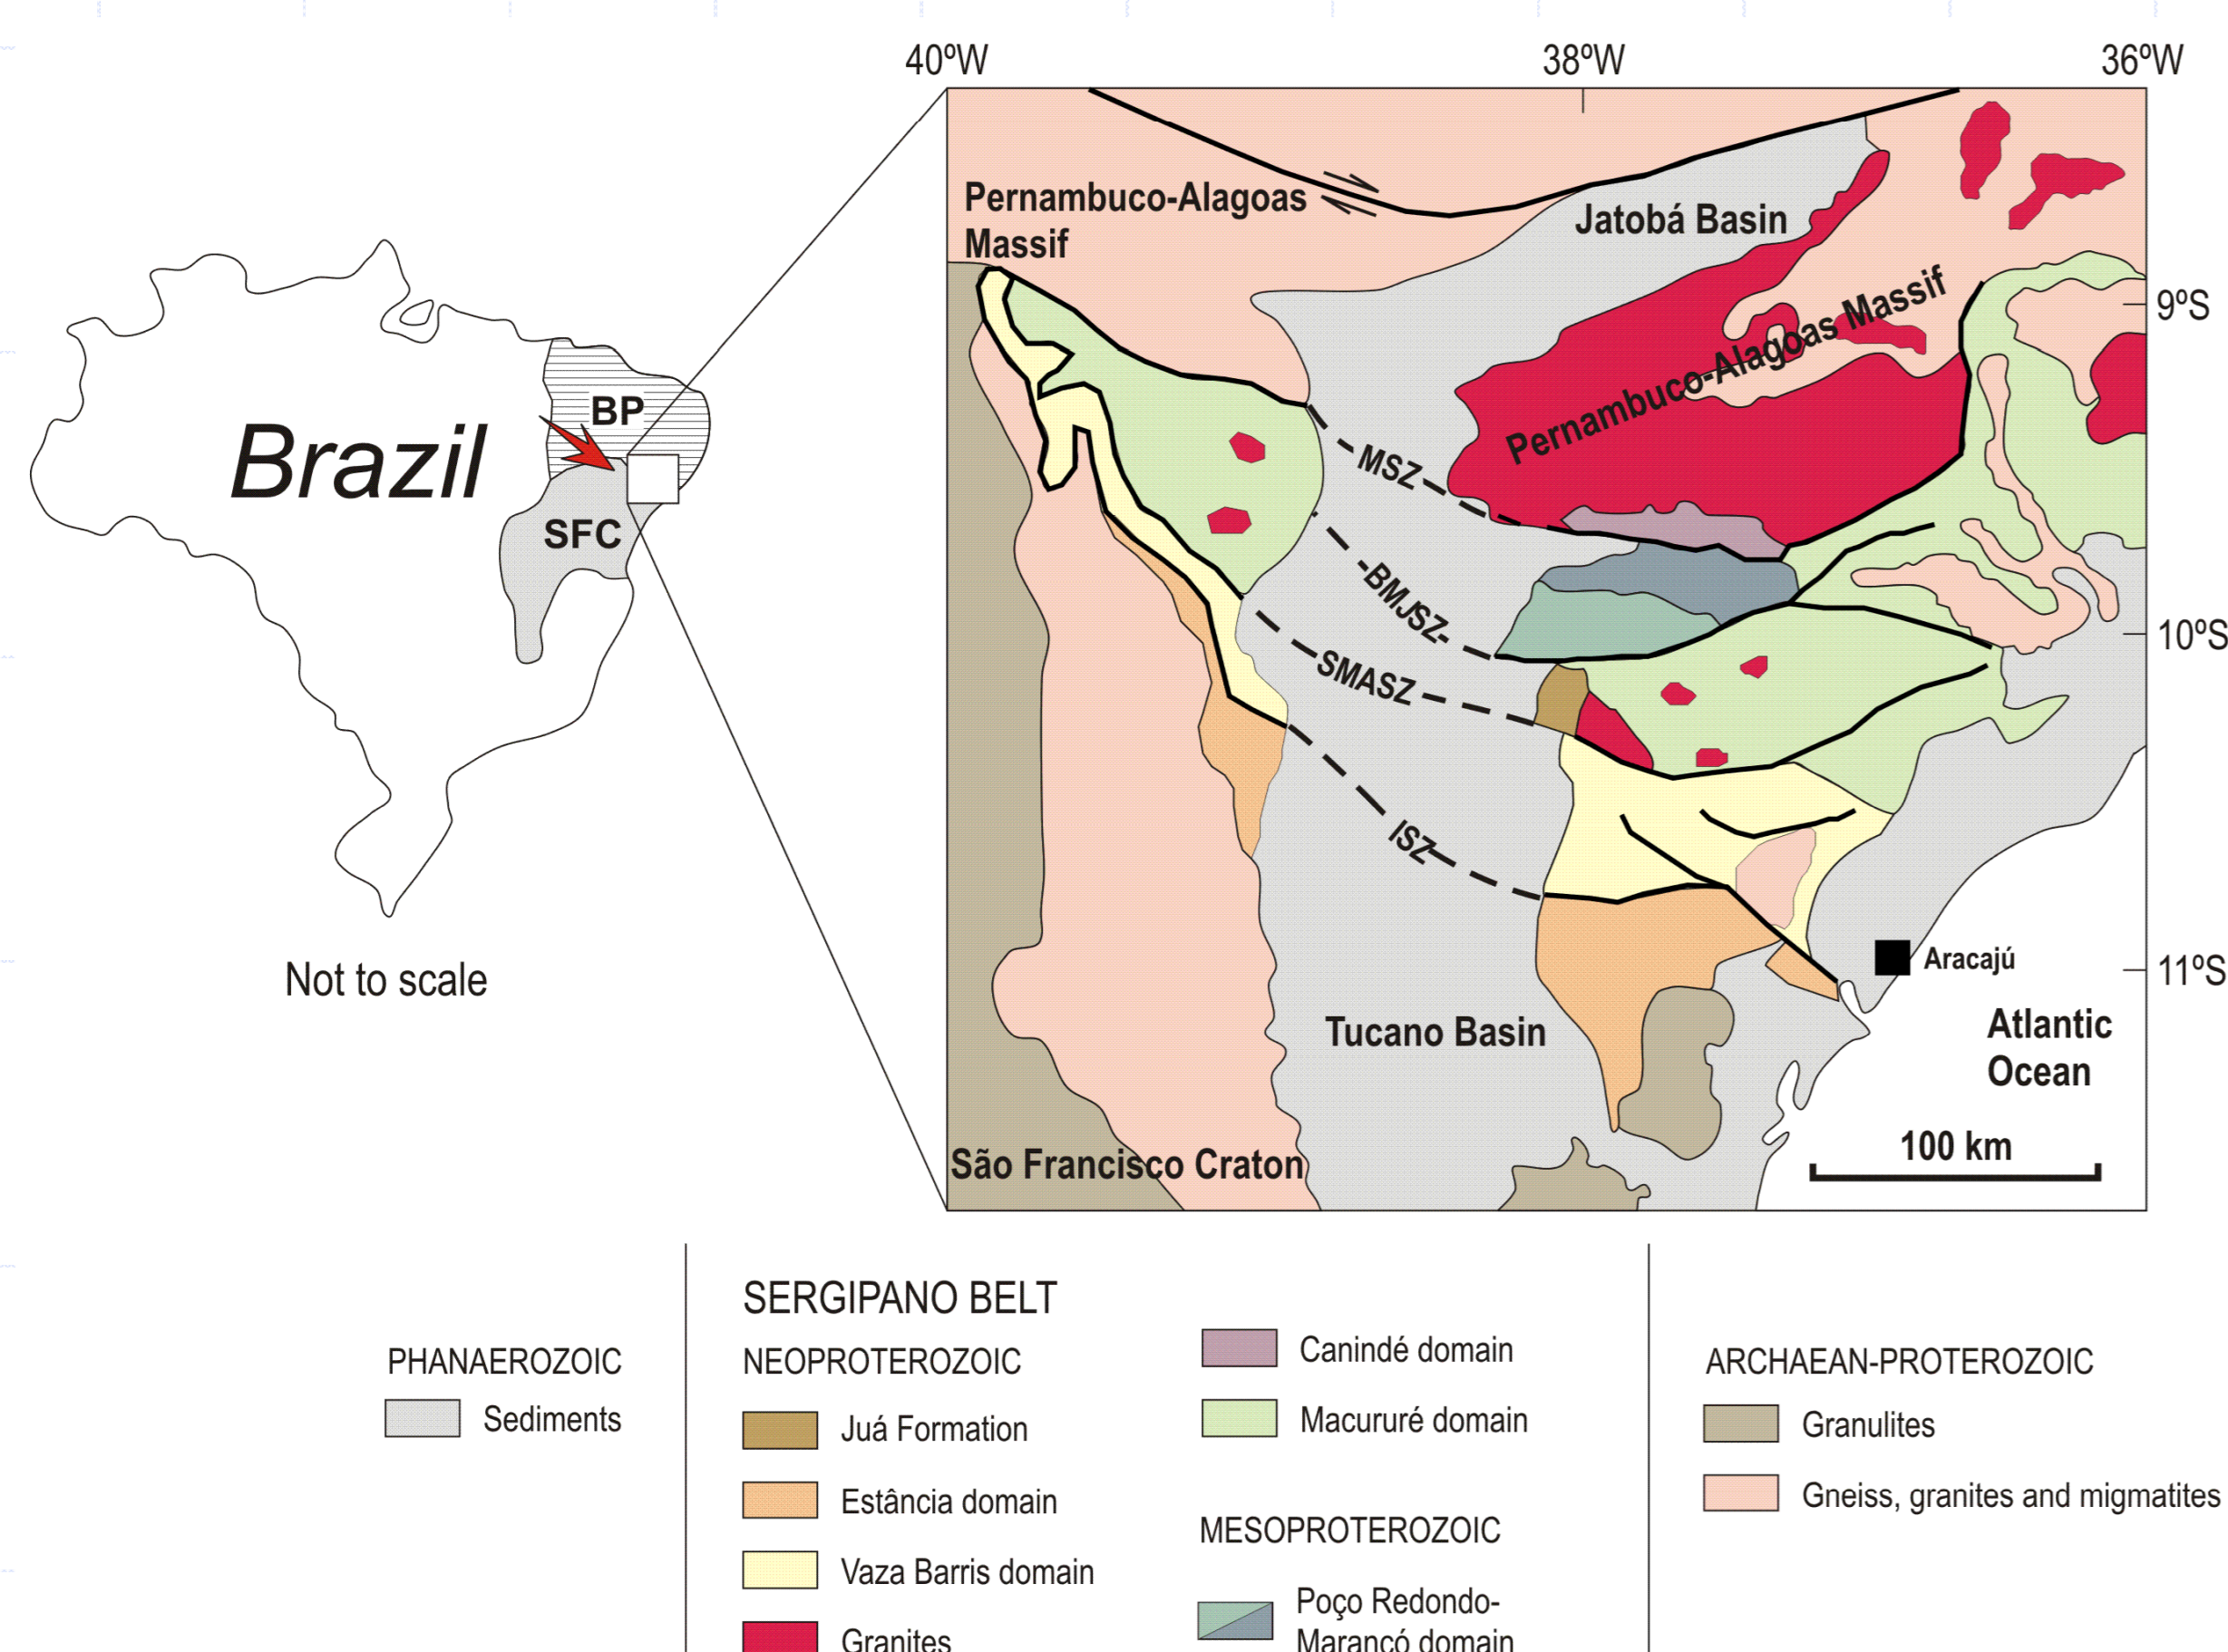 40ºW
38ºW
36ºW
Pernambuco-Alagoas
Massif
Jatobá Basin
Pernambuco-Alagoas Massif
9ºS
BP
Brazil
MSZ
SFC
-BMJSZ-
10ºS
SMASZ
ISZ
Not to scale
Aracajú
11ºS
Tucano Basin
Atlantic
Ocean
100 km
São Francisco Craton
SERGIPANO BELT
PHANAEROZOIC
Sediments
NEOPROTEROZOIC
Juá Formation
Estância domain
Vaza Barris domain
Granites
Canindé domain
Macururé domain
MESOPROTEROZOIC
Poço Redondo-
Marancó domain
ARCHAEAN-PROTEROZOIC
Granulites
Gneiss, granites and migmatites